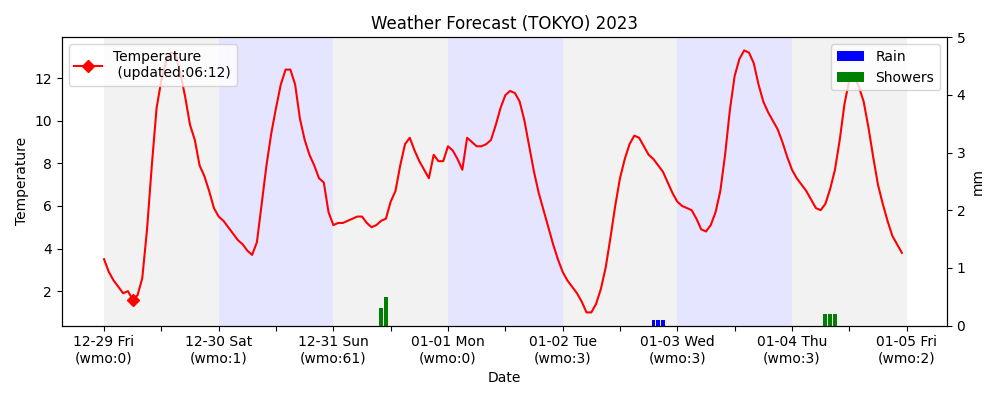 Weather Forecast (TOKYO) 2023
Temperature
(updated:06:12)
Rain
Showers
Temperature
12
10
8
6
4
2
5
4
3
2
1
0
mm
12-29 Fri
(wmo:0)
12-30 Sat
(wmo:1)
12-31 Sun
(wmo:61)
01-01 Mon
(wmo:0)
01-02 Tue
(wmo:3)
01-03 Wed
(wmo:3)
01-04 Thu
(wmo:3)
01-05 Fri
(wmo:2)
Date